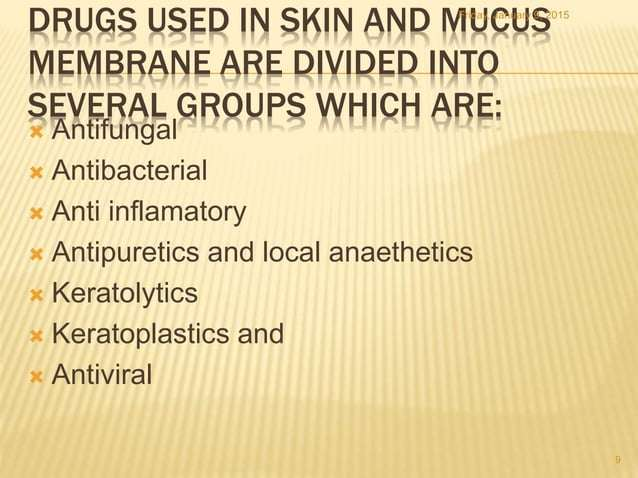 DRUGS USED IN SKIN AND MUCUS
2015
MEMBRANE ARE DIVIDED INTO
SEVERAL GROUPS WHICH ARE:
Antifungal
Antibacterial
Anti inflamatory
Antipuretics and local anaethetics
Keratolytics
Keratoplastics and
Antiviral
9